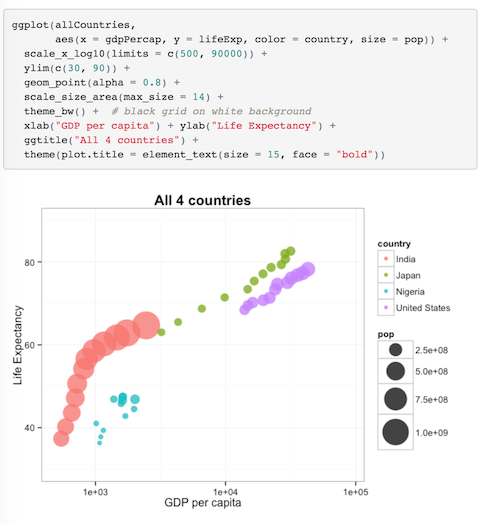 ggplot(allCountries,
aes(x = gdpPercap, y = lifeExp, color = country, size = pop)) +
scale_x_log10(limits = c(500, 90000)) +
ylim(c(30, 90)) +
geom_point(alpha = 0.8) +
scale_size_area(max_size = 14) +
theme_bw() + # black grid on white background
xlab("GDP per capita") + ylab("Life Expectancy") +
ggtitle("All 4 countries") +
theme(plot.title = element_text(size = 15, face = "bold"))
All 4 countries
80
60
40
Life Expectancy
1e+03
1e+04
1e+05
GDP per capita
country
India
Japan
Nigeria
United States
pop
2.5e+08
5.0e+08
7.5e+08
1.0e+09